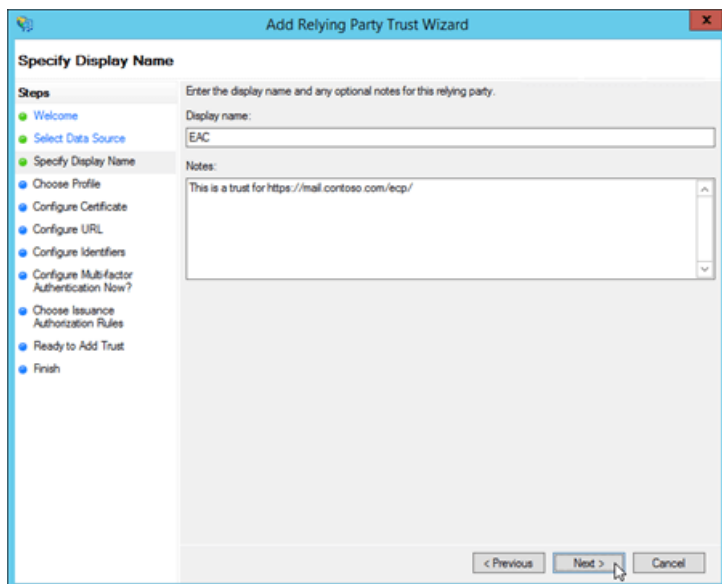 Add Relying Party Trust Wizard
x
Specify Display Name
Steps
Welcome
Select Data Source
Specify Display Name
Choose Profile
Configure Certificate
Configure URL
Configure Identifiers
Configure Multi-factor
Authentication Now?
Choose Issuance
Authorization Rules
Ready to Add Trust
Finish
Enter the display name and any optional notes for this relying party.
Display name:
EAC
Notes:
This is a trust for https://mail.contoso.com/ecp/
< Previous
Next >
Cancel